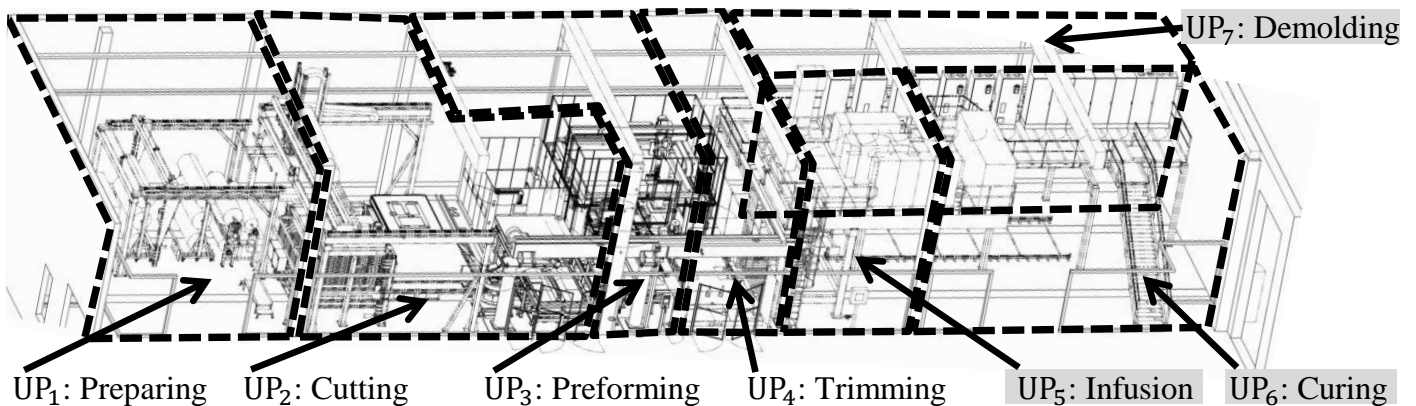 UP₇: Demolding
UP₁: Preparing
UP₂: Cutting
UP₃: Preforming
UP₄: Trimming
UP₅: Infusion
UP₆: Curing